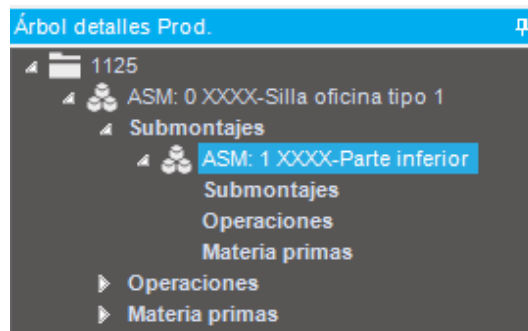 Árbol detalles Prod.
1125
ASM: 0 XXXX-Silla oficina tipo 1
Submontajes
ASM: 1 XXXX-Parte inferior
Submontajes
Operaciones
Materia primas
Operaciones
Materia primas